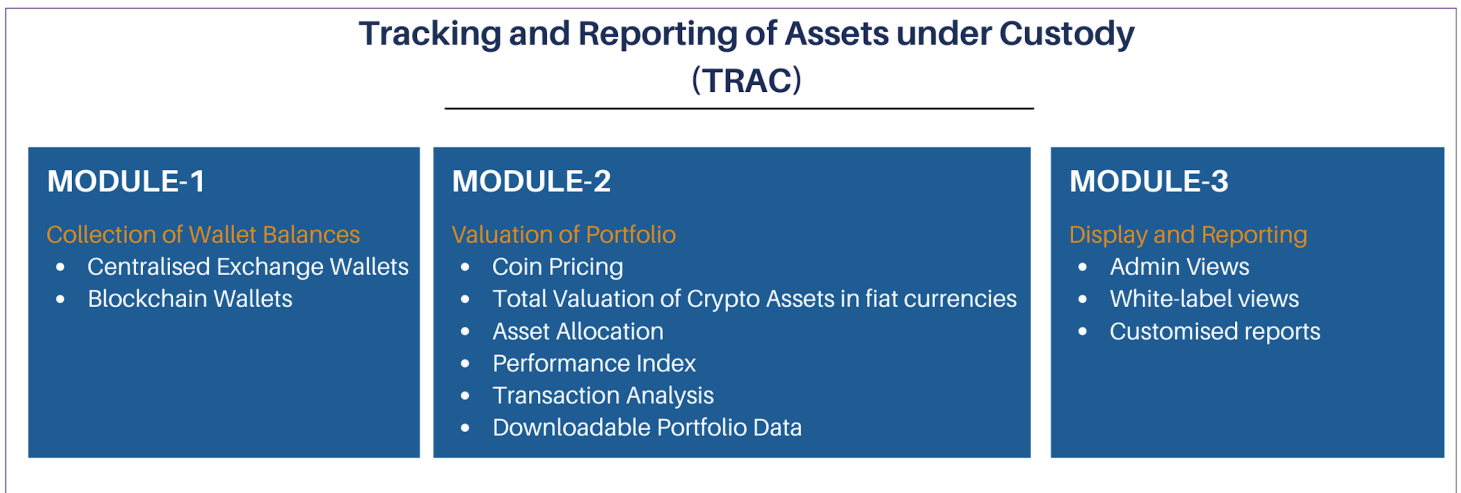 Tracking and Reporting of Assets under Custody
(TRAC)
MODULE-1
Collection of Wallet Balances
• Centralised Exchange Wallets
• Blockchain Wallets
MODULE-2
Valuation of Portfolio
• Coin Pricing
• Total Valuation of Crypto Assets in fiat currencies
• Asset Allocation
• Performance Index
• Transaction Analysis
• Downloadable Portfolio Data
MODULE-3
Display and Reporting
• Admin Views
• White-label views
• Customised reports